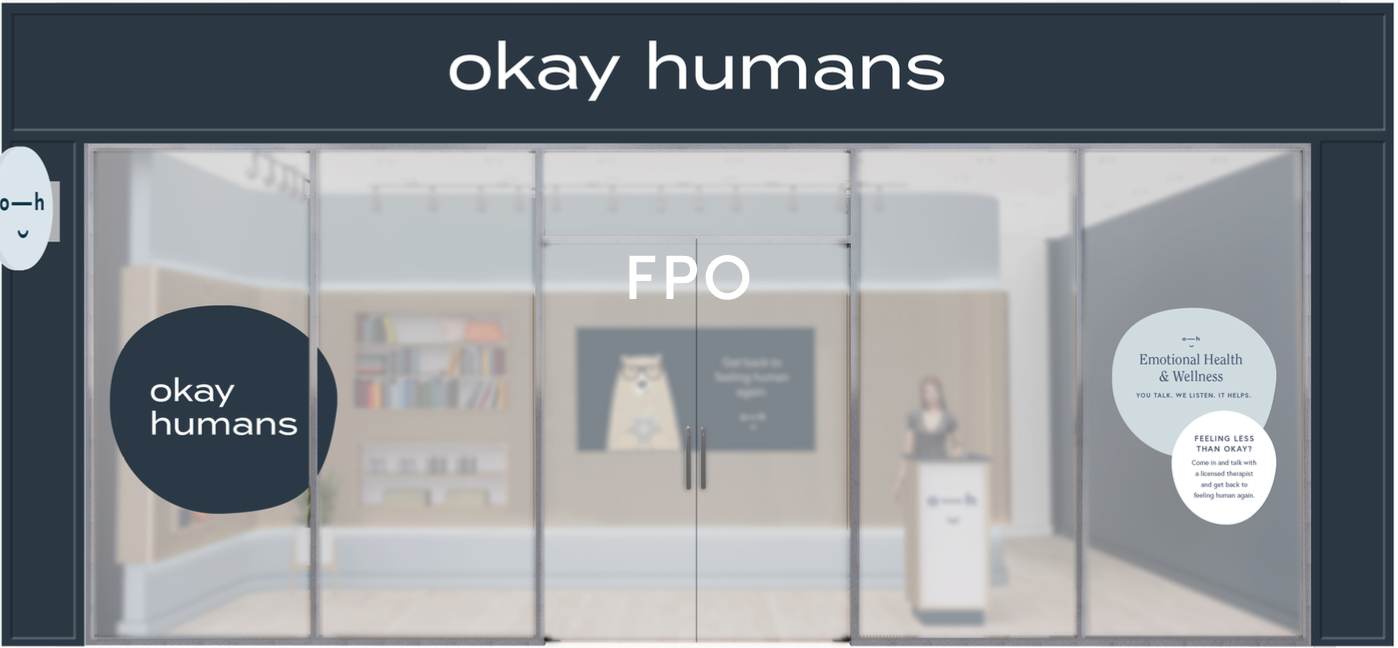 okay humans
o—h
FPO
okay
humans
Get back to
feeling human
again
o—h
o—h
o—h
Emotional Health
& Wellness
YOU TALK. WE LISTEN. IT HELPS.
FEELING LESS
THAN OKAY?
Come in and talk with
a licensed therapist
and get back to
feeling human again.